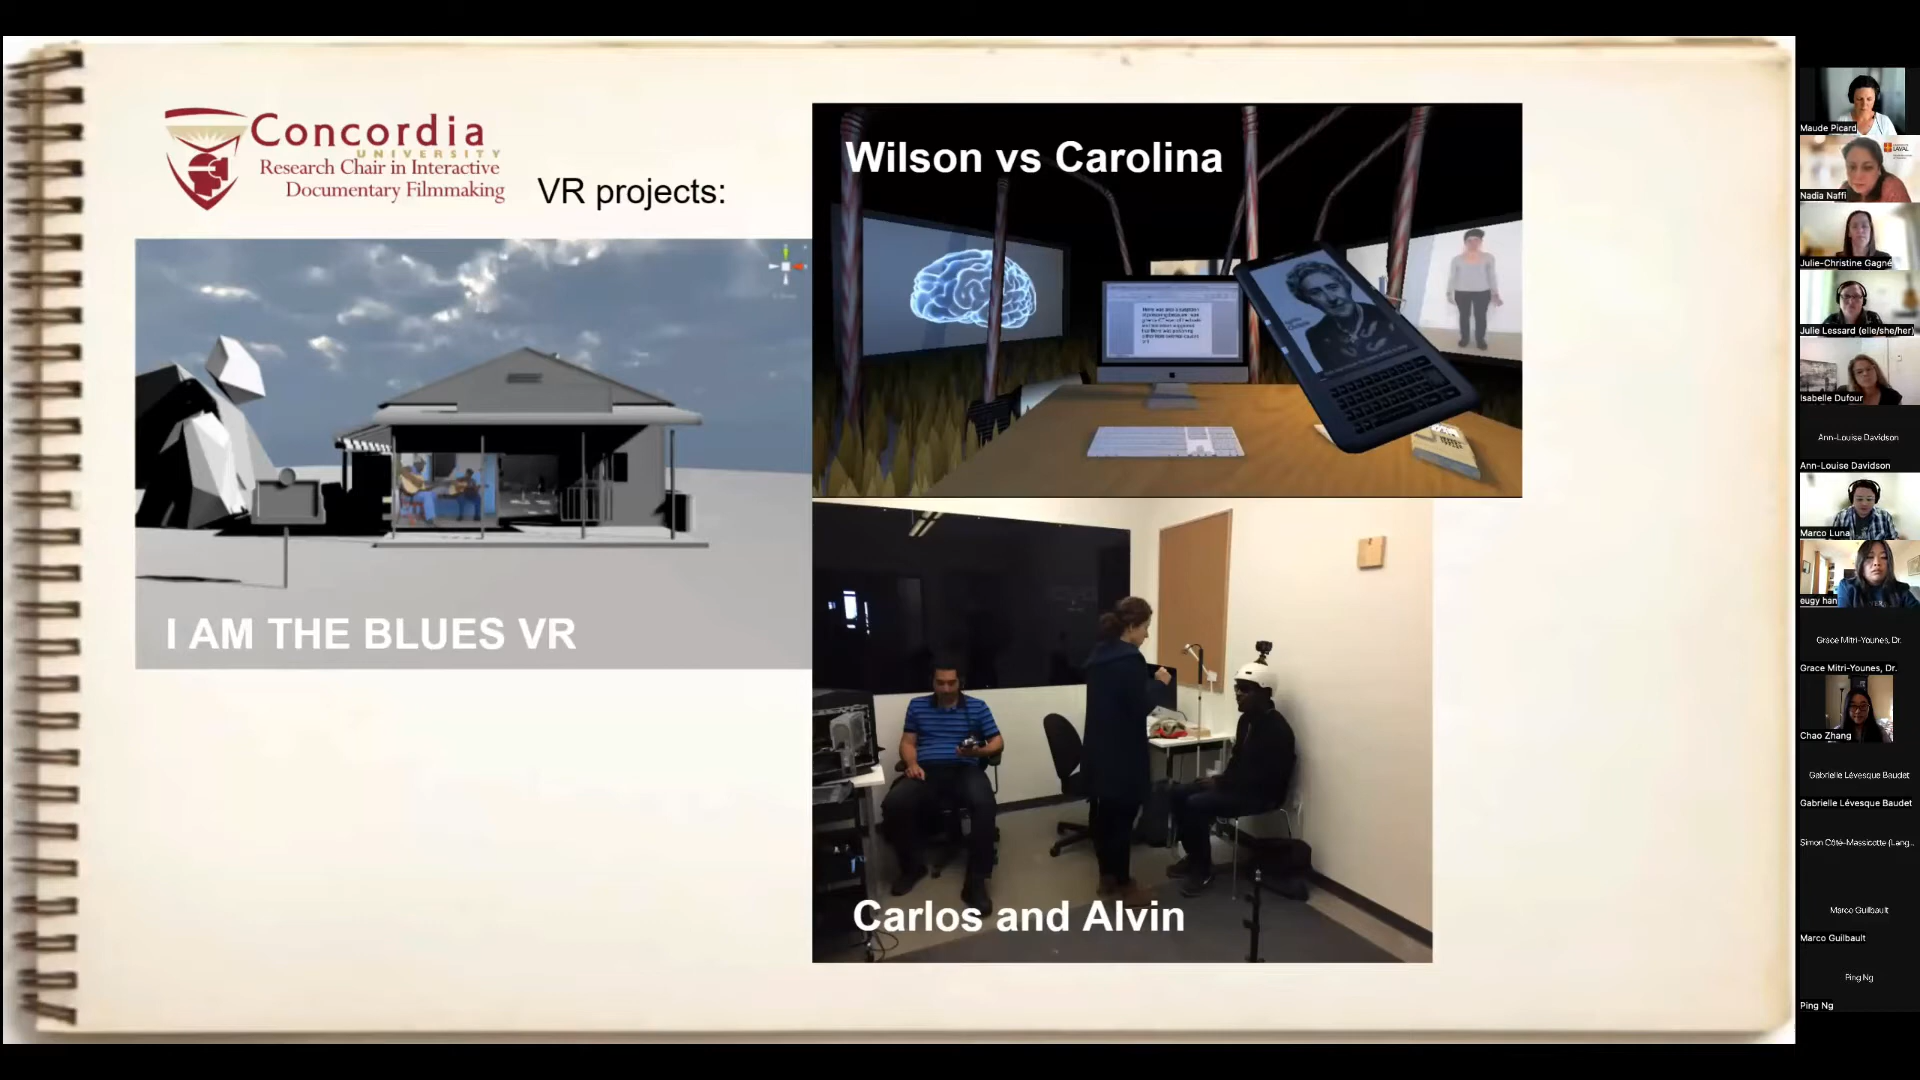 Concordia
UNIVERSITY
Research Chair in Interactive
Documentary Filmmaking
VR projects:
Wilson vs Carolina
I AM THE BLUES VR
Carlos and Alvin
Maude Picard
Nadia Naffi
Julie-Christine Gagné
Julie Lessard (elle/she/her)
Isabelle Dufour
Ann-Louise Davidson
Ann-Louise Davidson
Marco Luna
eugy han
Grace Mitri-Younes, Dr.
Grace Mitri-Younes, Dr.
Chao Zhang
Gabrielle Lévesque Baudet
Gabrielle Lévesque Baudet
Simon Côté-Massicotte (Lang...
Marco Guilbault
Marco Guilbault
Ping Ng
Ping Ng